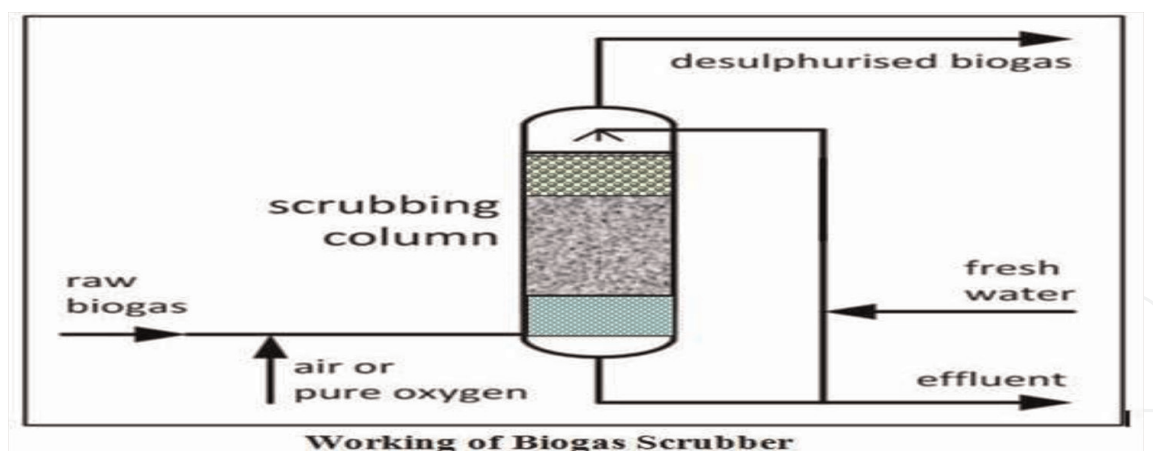 desulphurised biogas
scrubbing
column
raw
biogas
fresh
water
air or
pure oxygen
effluent
Working of Biogas Scrubber